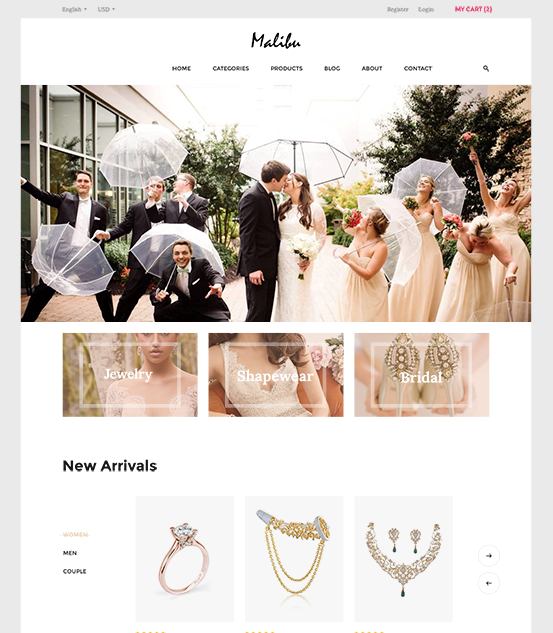 English USD Register Login MY CART (2)
Malibu
HOME CATEGORIES PRODUCTS BLOG ABOUT CONTACT
Jewelry Shapewear Bridal
New Arrivals
WOMEN
MEN
COUPLE